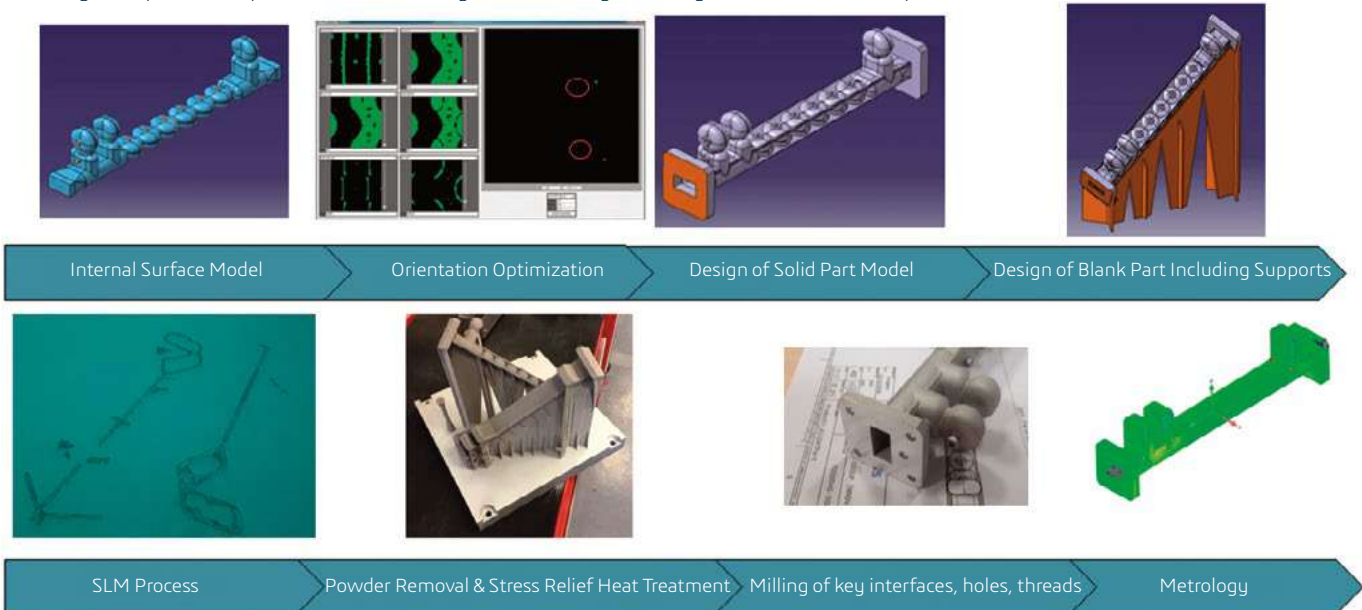 Internal Surface Model
Orientation Optimization
Design of Solid Part Model
Design of Blank Part Including Supports
SLM Process
Powder Removal & Stress Relief Heat Treatment
Milling of key interfaces, holes, threads
Metrology